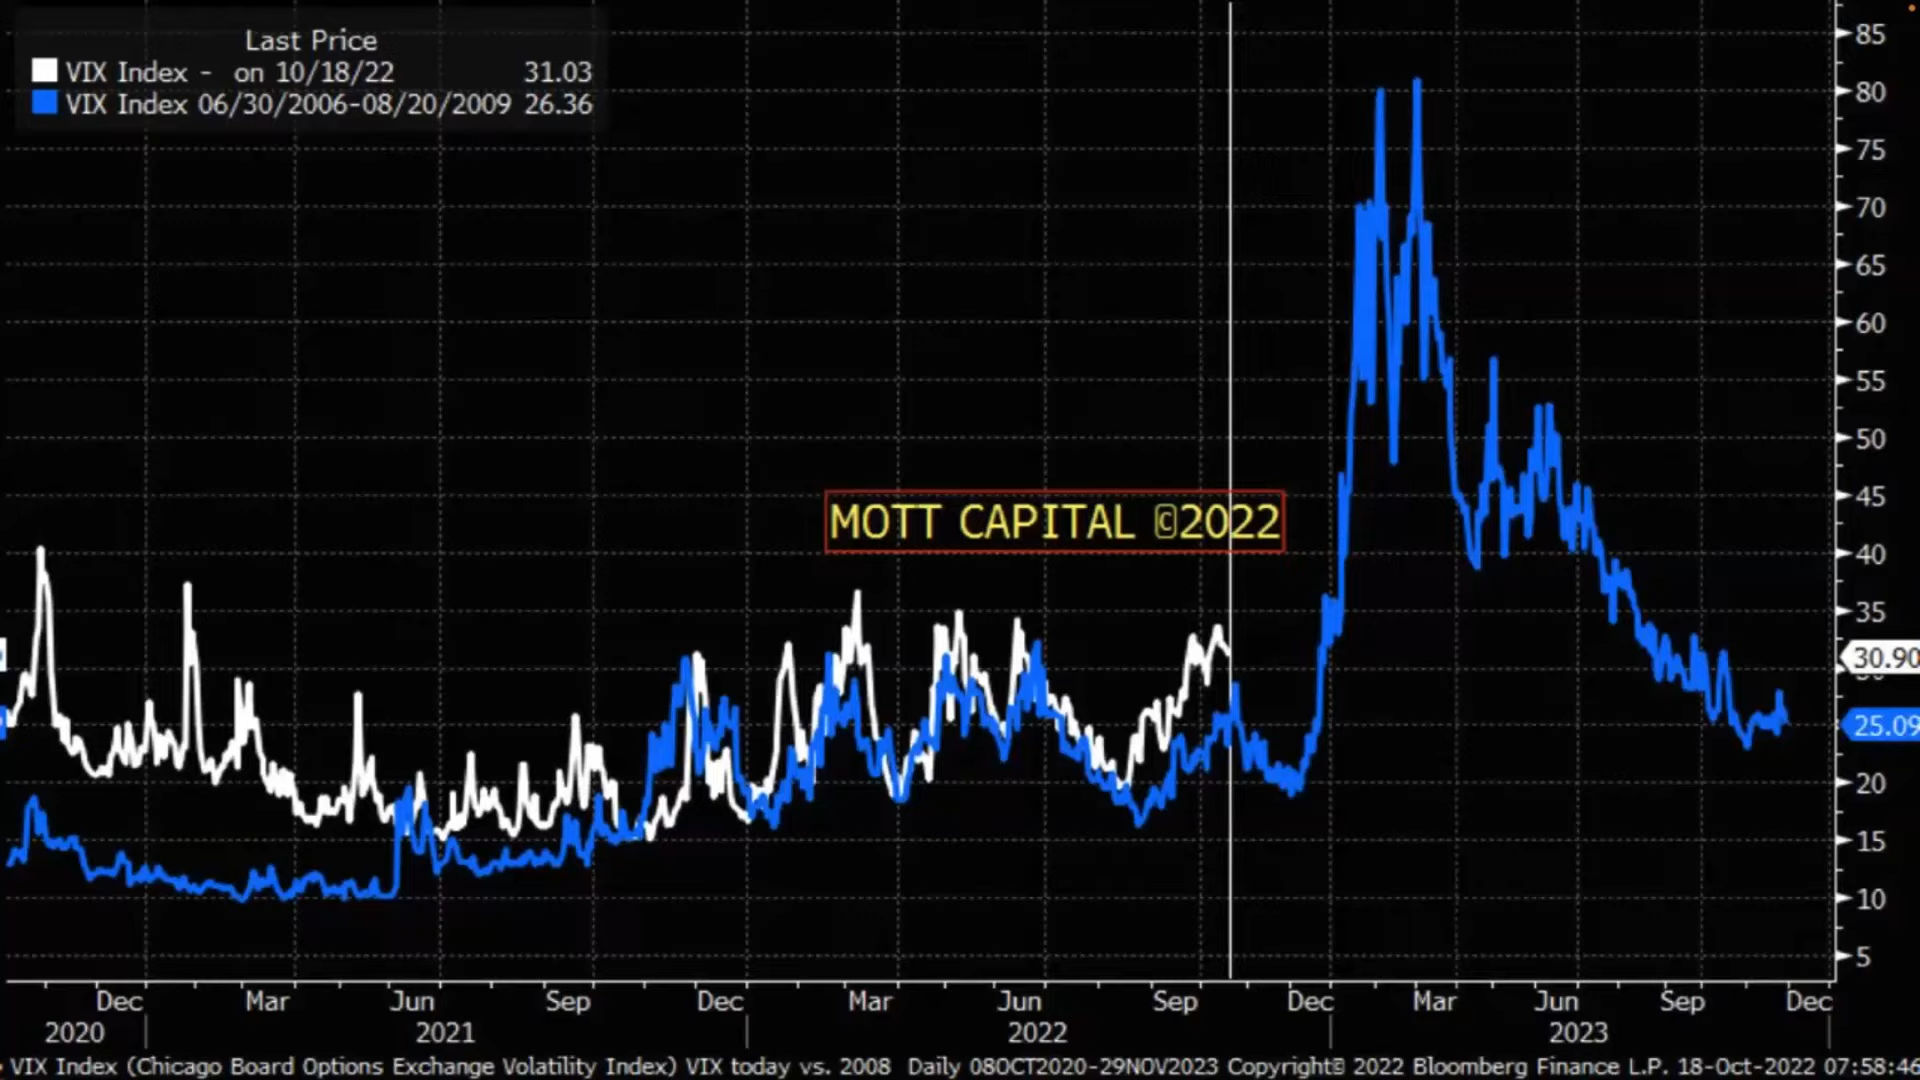 Last Price
VIX Index - on 10/18/22 31.03
VIX Index 06/30/2006-08/20/2009 26.36
85
80
75
70
65
60
55
50
MOTT CAPITAL ©2022
45
40
35
30.90
25.09
20
15
10
5
Dec Mar Jun Sep Dec Mar Jun Sep Dec Mar Jun Sep Dec
2020 2021 2022 2023
VIX Index (Chicago Board Options Exchange Volatility Index) VIX today vs. 2008 Daily 08OCT2020-29NOV2023 Copyright© 2022 Bloomberg Finance L.P. 18-Oct-2022 07:58:46